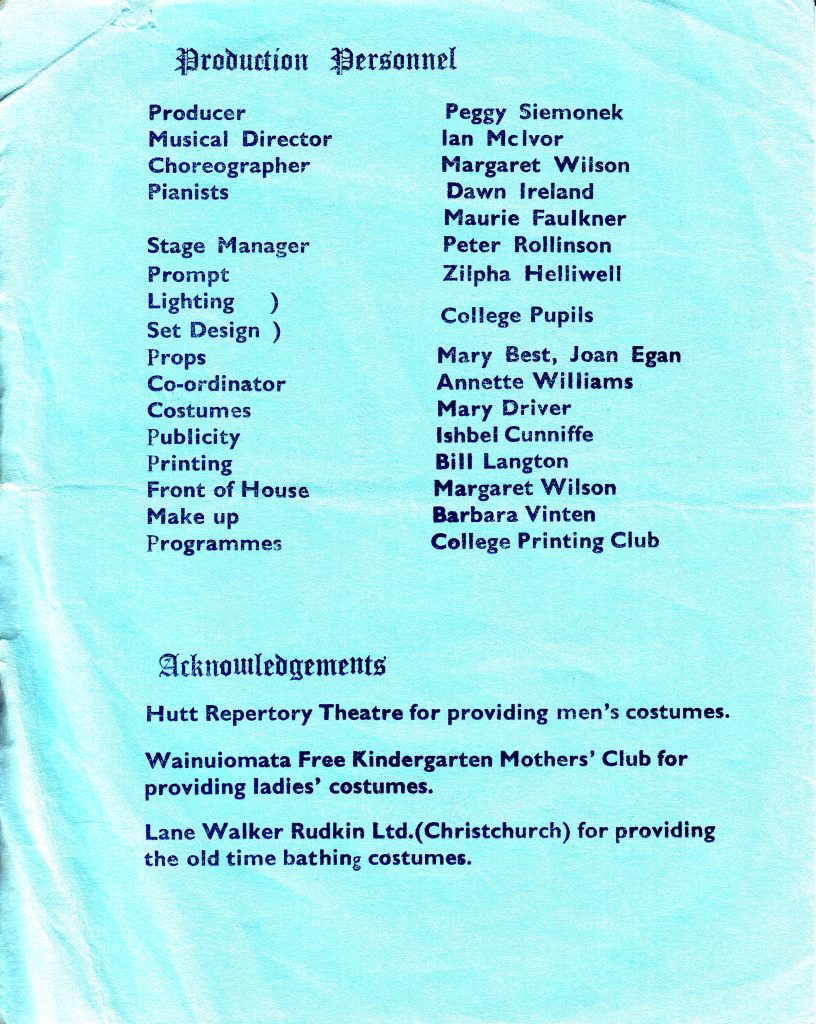 Production Personnel
Producer Peggy Siemonek
Musical Director Ian McIvor
Choreographer Margaret Wilson
Pianists Dawn Ireland
Maurie Faulkner
Stage Manager Peter Rollinson
Prompt Zilpha Helliwell
Lighting )
College Pupils
Set Design )
Props Mary Best, Joan Egan
Co-ordinator Annette Williams
Costumes Mary Driver
Publicity Ishbel Cunniffe
Printing Bill Langton
Front of House Margaret Wilson
Make up Barbara Vinten
Programmes College Printing Club
Acknowledgements
Hutt Repertory Theatre for providing men's costumes.
Wainuiomata Free Kindergarten Mothers' Club for
providing ladies' costumes.
Lane Walker Rudkin Ltd.(Christchurch) for providing
the old time bathing costumes.